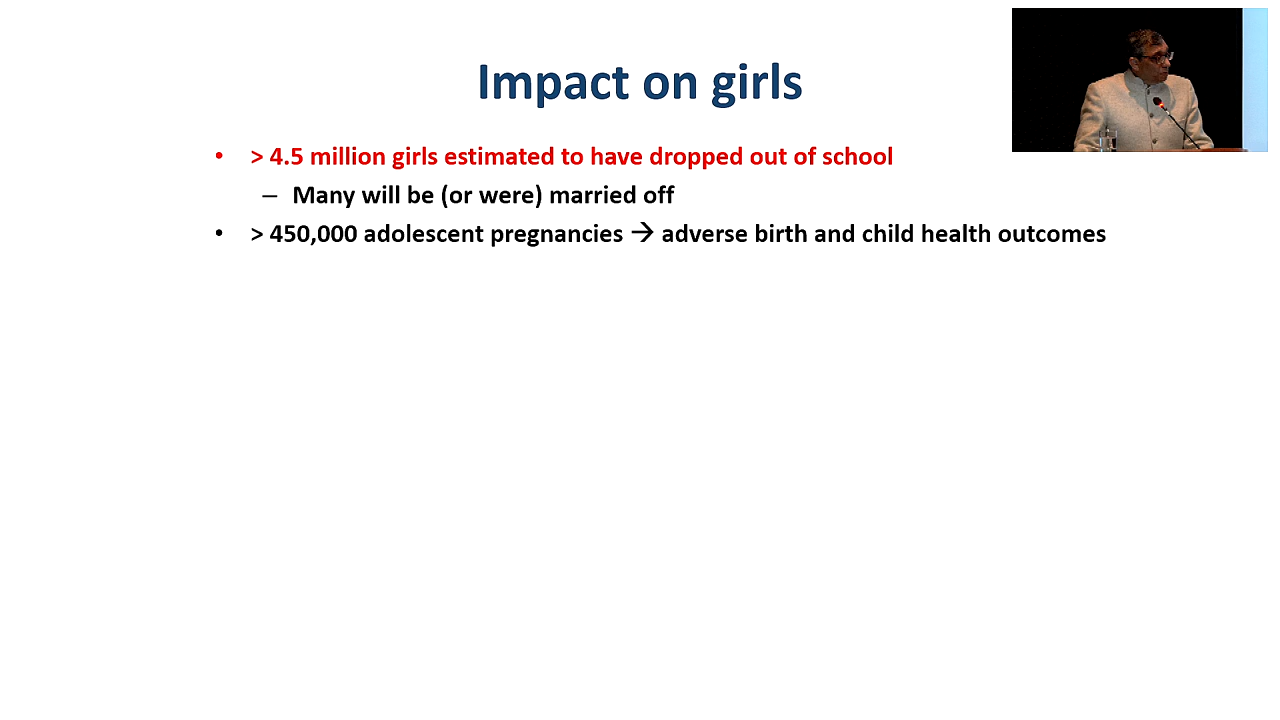 Impact on girls
• > 4.5 million girls estimated to have dropped out of school
– Many will be (or were) married off
• > 450,000 adolescent pregnancies → adverse birth and child health outcomes